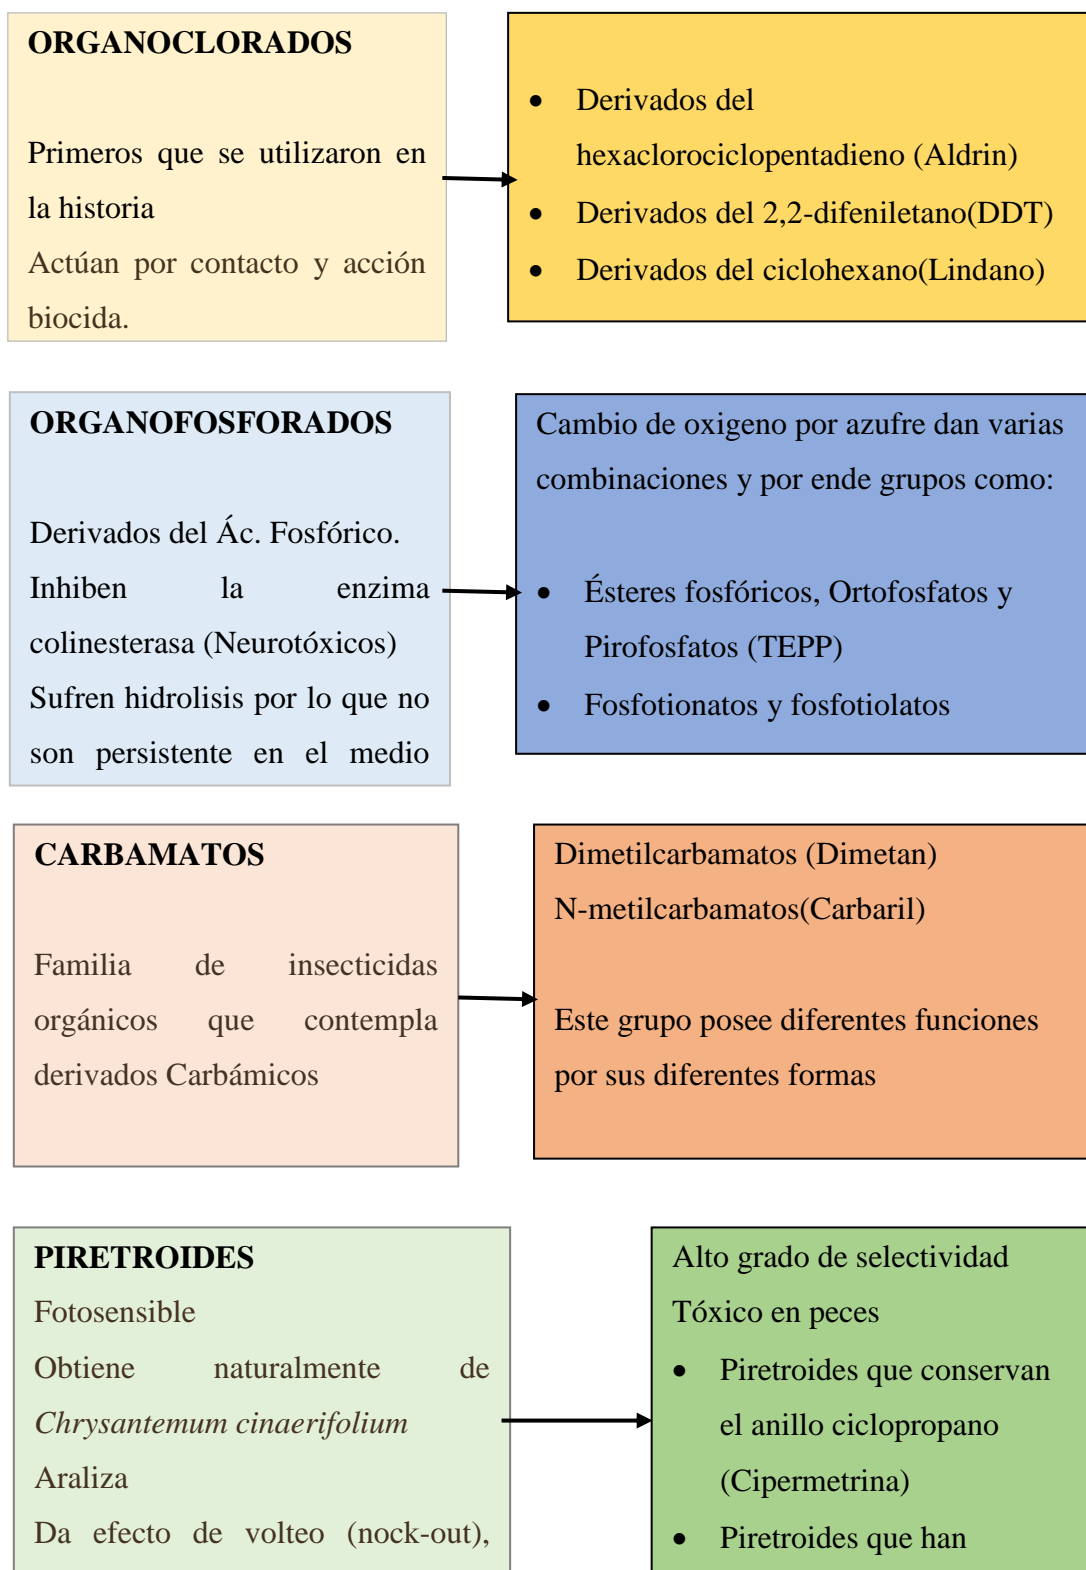 ORGANOCLORADOS
Primeros que se utilizaron en
la historia
Actúan por contacto y acción
biocida.
• Derivados del
hexaclorociclopentadieno (Aldrin)
• Derivados del 2,2-difeniletano(DDT)
• Derivados del ciclohexano(Lindano)
ORGANOFOSFORADOS
Derivados del Ác. Fosfórico.
Inhiben la enzima
colinesterasa (Neurotóxicos)
Sufren hidrolisis por lo que no
son persistente en el medio
Cambio de oxigeno por azufre dan varias
combinaciones y por ende grupos como:
• Ésteres fosfóricos, Ortofosfatos y
Pirofosfatos (TEPP)
• Fosfotionatos y fosfotiolatos
CARBAMATOS
Familia de insecticidas
orgánicos que contempla
derivados Carbámicos
Dimetilcarbamatos (Dimetan)
N-metilcarbamatos(Carbaril)
Este grupo posee diferentes funciones
por sus diferentes formas
PIRETROIDES
Fotosensible
Obtiene naturalmente de
Chrysantemum cinaerifolium
Araliza
Da efecto de volteo (nock-out),
Alto grado de selectividad
Tóxico en peces
• Piretroides que conservan
el anillo ciclopropano
(Cipermetrina)
• Piretroides que han